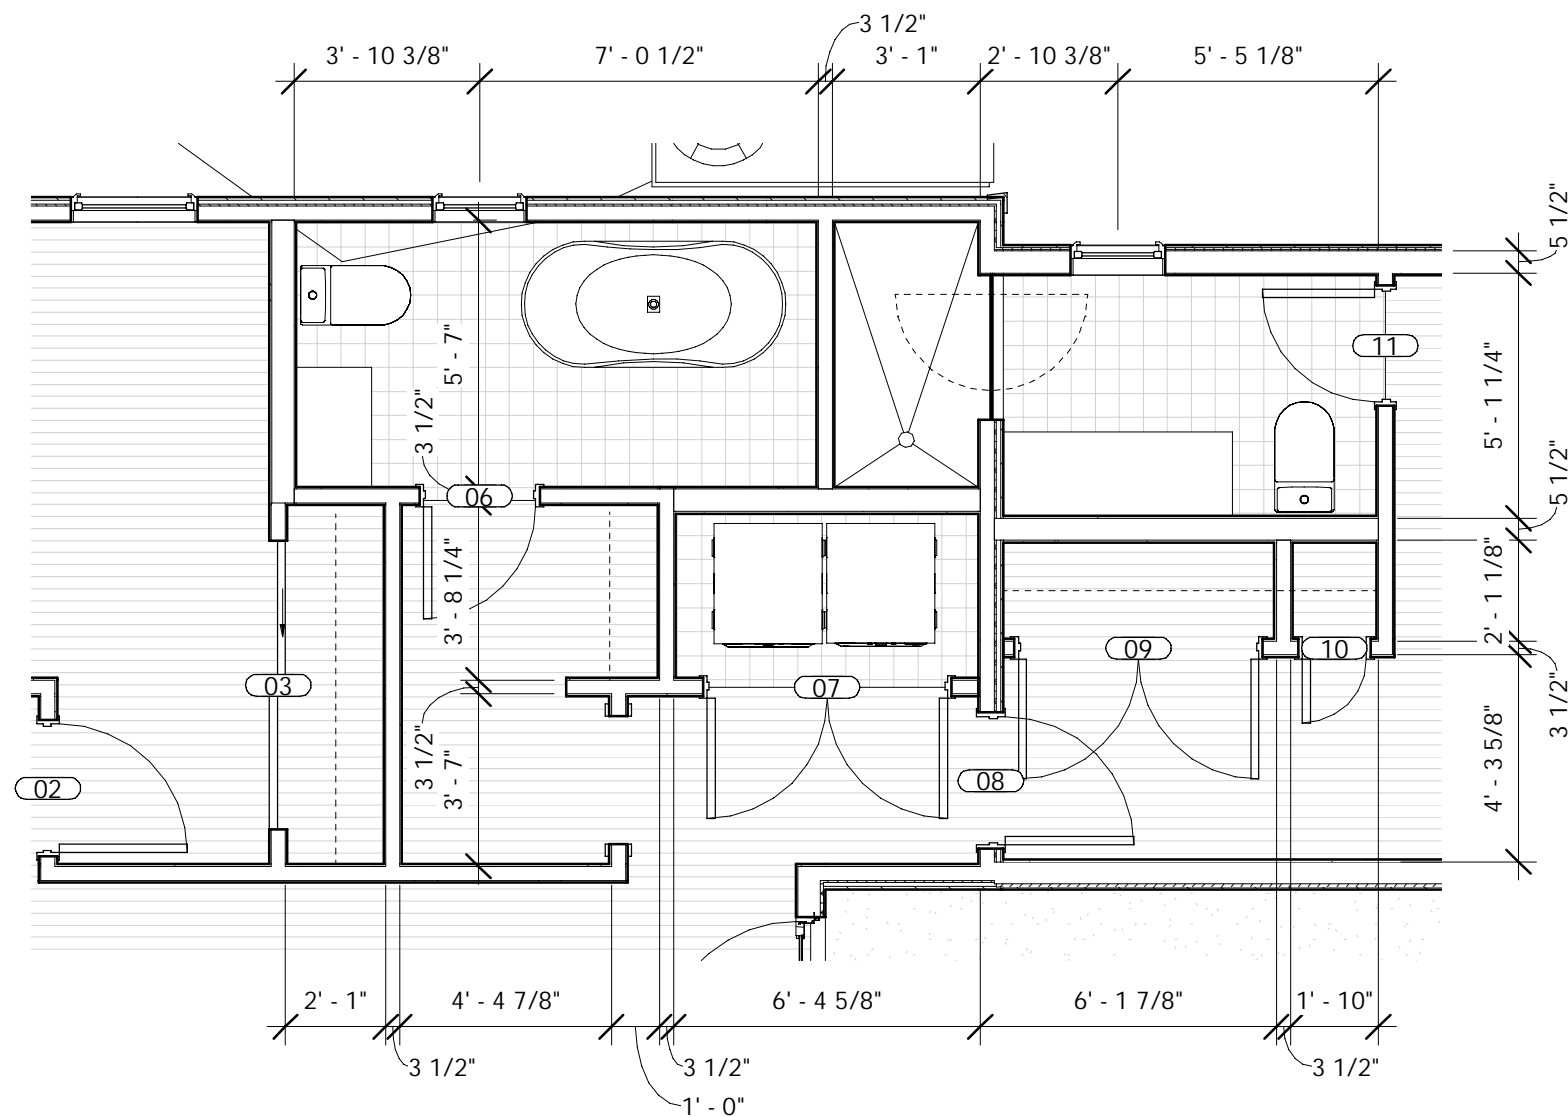 3 1/2"
3' - 10 3/8"
7' - 0 1/2"
3' - 1"
2' - 10 3/8"
5' - 5 1/8"
5 1/2"
5' - 7"
11
5' - 1 1/4"
3 1/2"
06
5 1/2"
3' - 8 1/4"
2' - 1 1/8"
09
10
03
07
3 1/2"
3 1/2"
3' - 7"
02
08
4' - 3 5/8"
2' - 1"
4' - 4 7/8"
6' - 4 5/8"
6' - 1 7/8"
1' - 10"
3 1/2"
3 1/2"
3 1/2"
1' - 0"